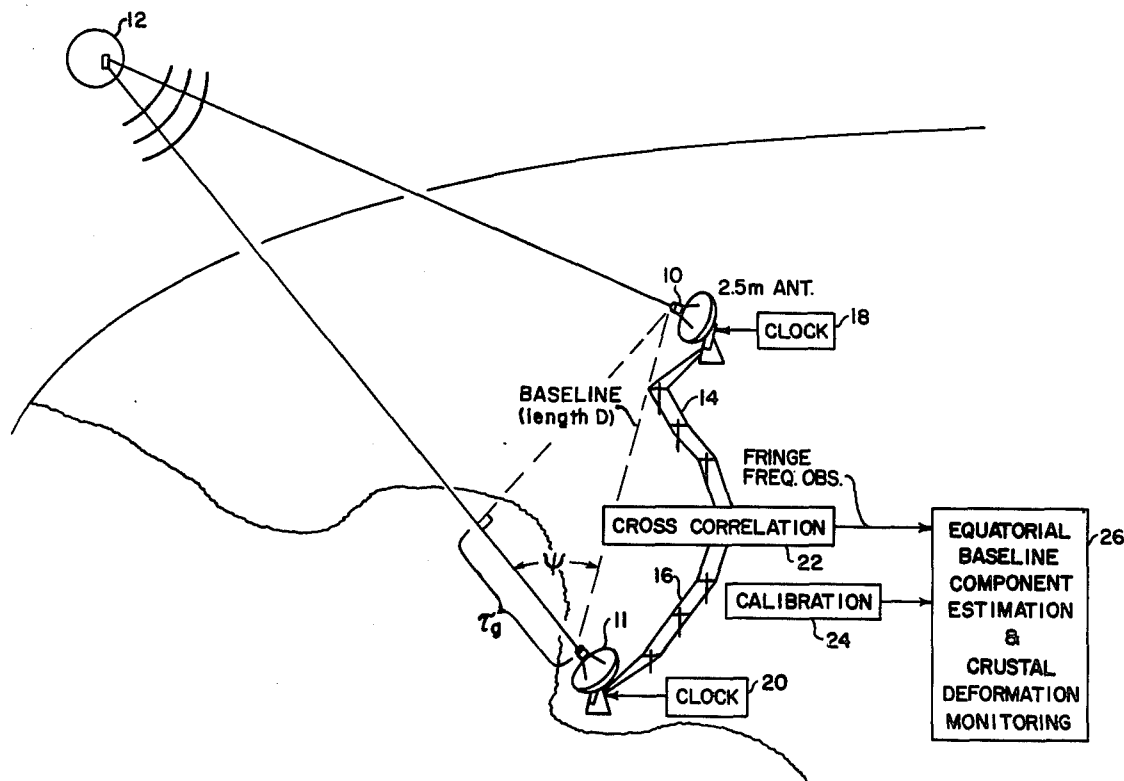 12
10
2.5m ANT.
CLOCK
18
BASELINE
(length D)
14
FRINGE
FREQ. OBS.
CROSS CORRELATION
22
EQUATORIAL
BASELINE
COMPONENT
ESTIMATION
&
CRUSTAL
DEFORMATION
MONITORING
26
ψ
16
CALIBRATION
24
τg
11
CLOCK
20